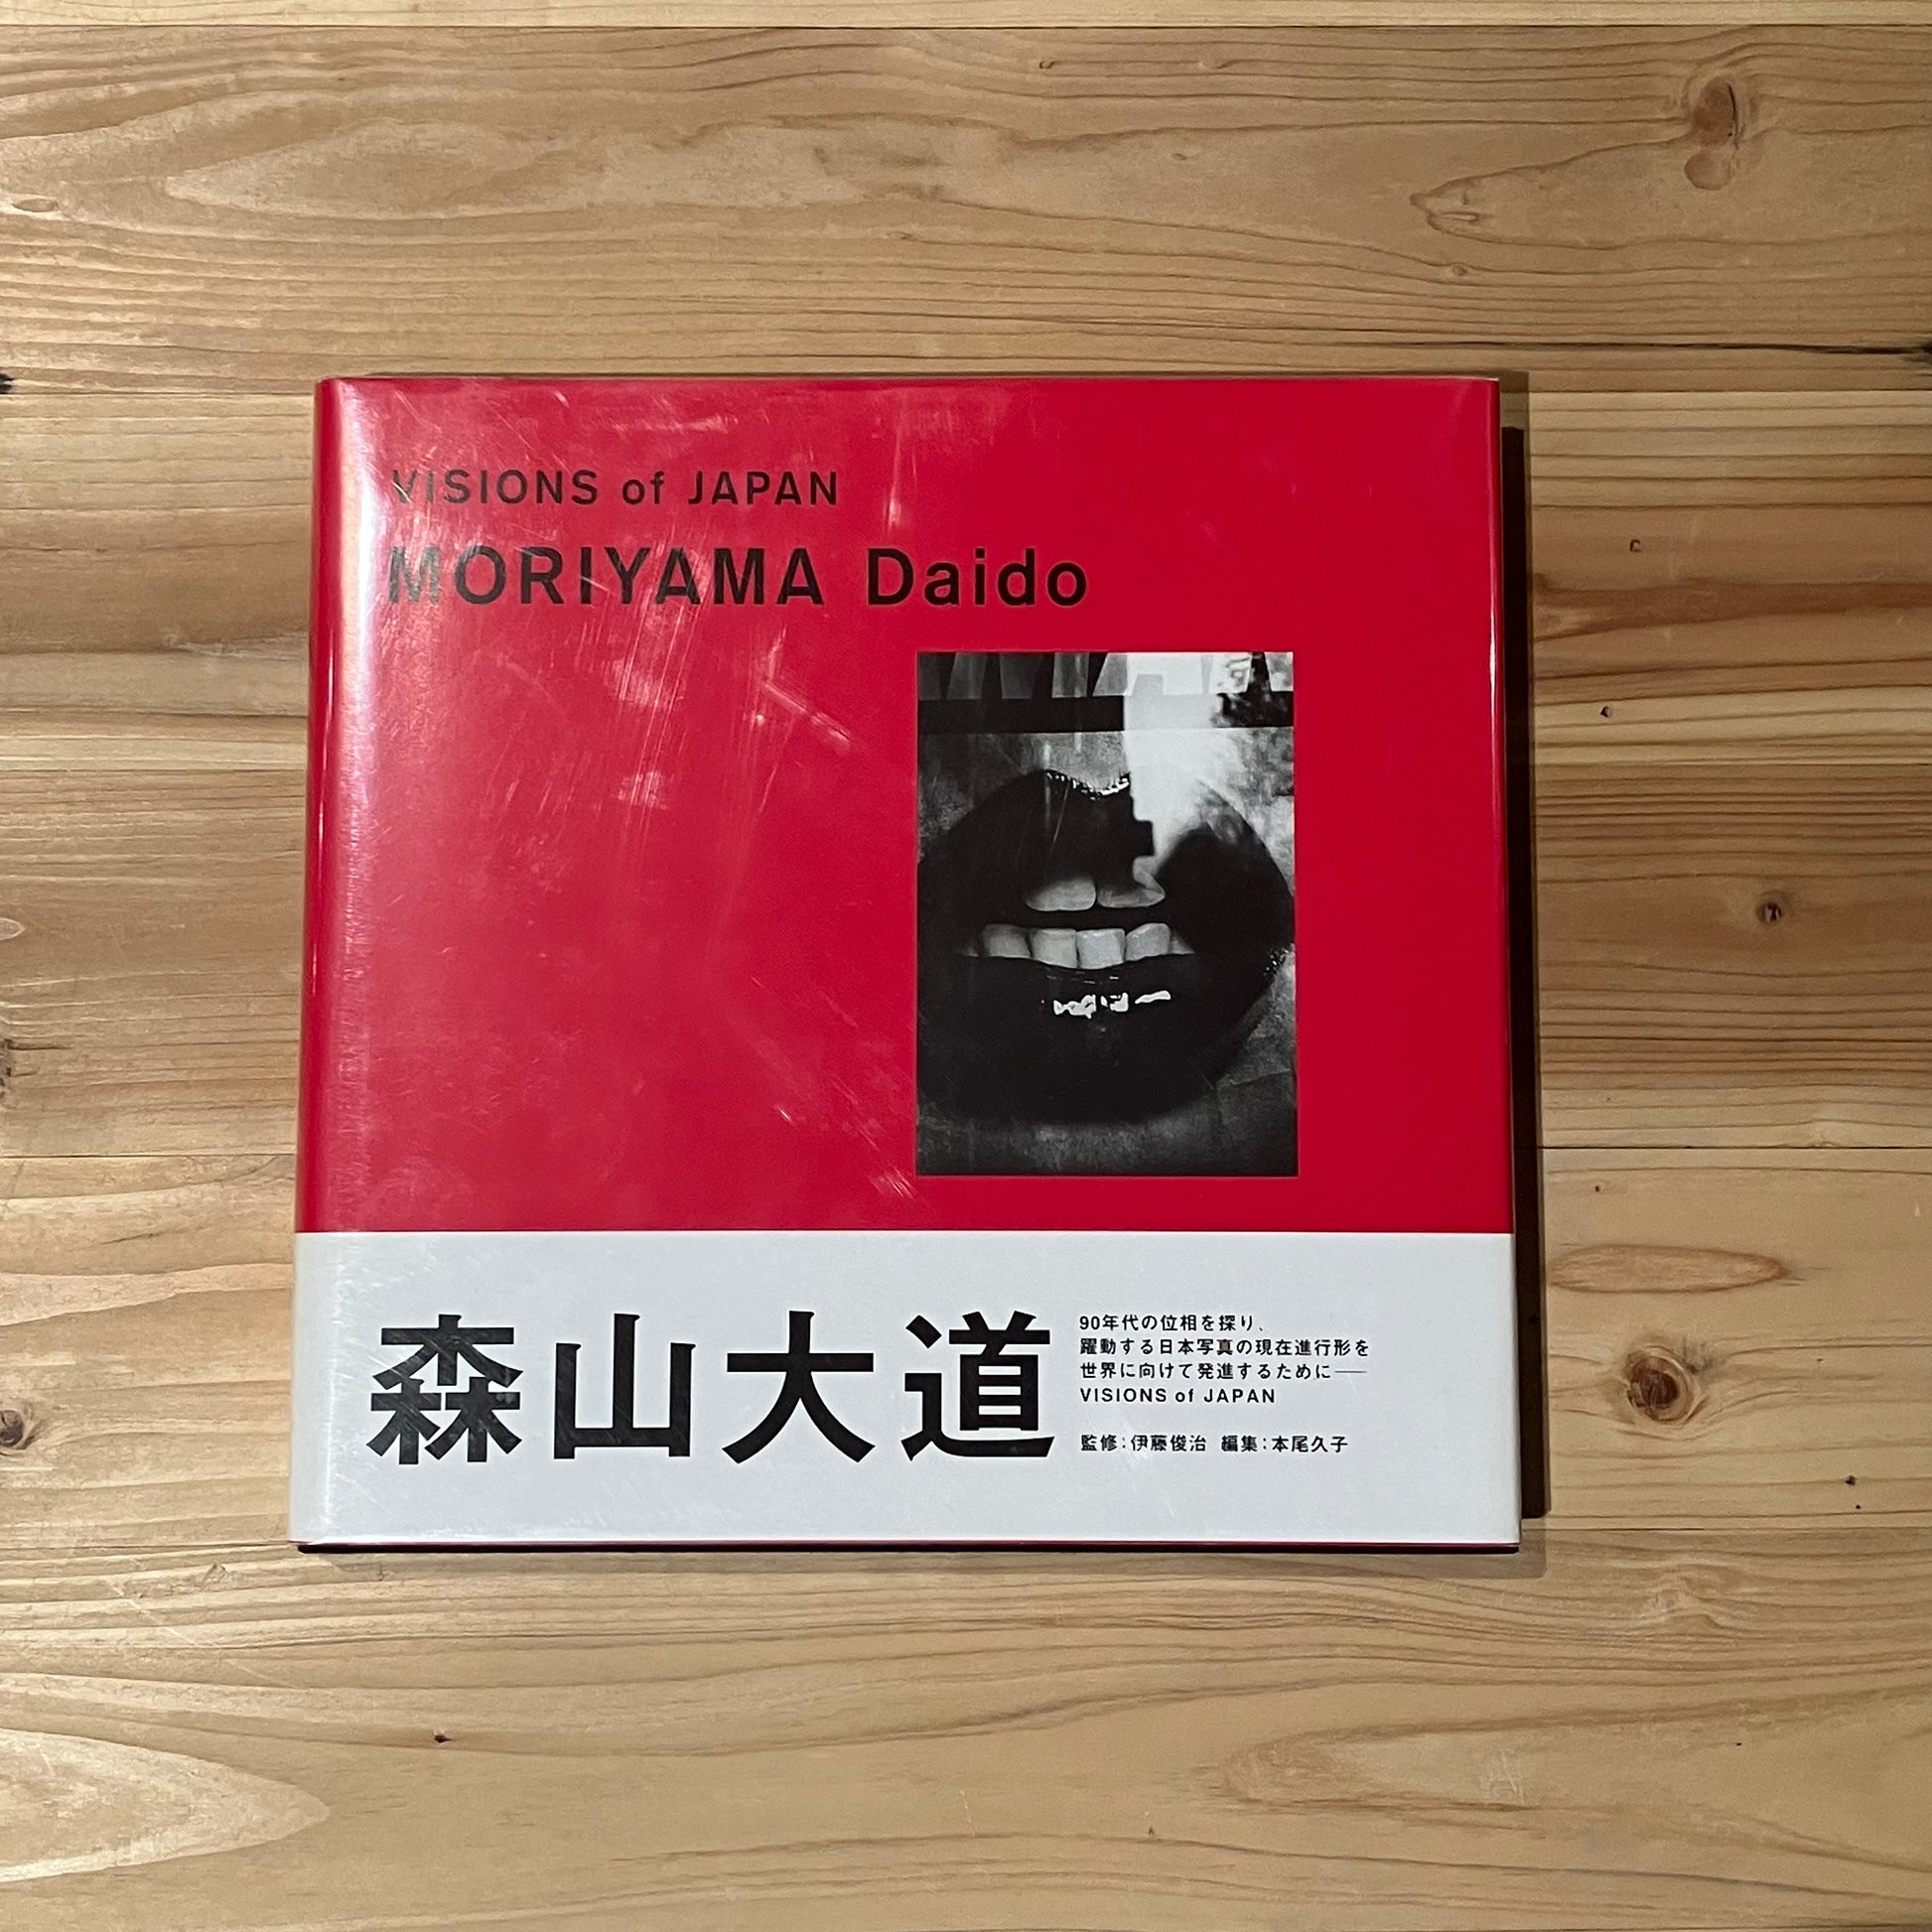 VISIONS of JAPAN
MORIYAMA Daido
森山大道
90年代の位相を探り、
躍動する日本写真の現在進行形を
世界に向けて発進するために——
VISIONS of JAPAN
監修:伊藤俊治 編集:本尾久子